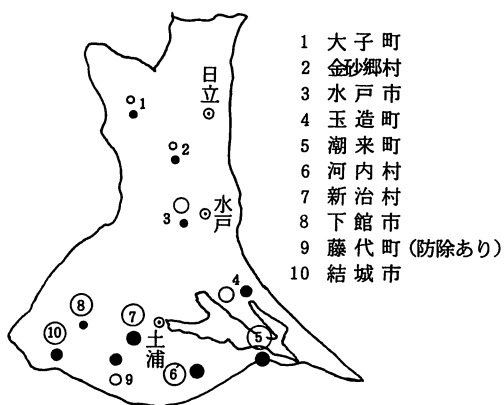 1 大子町
2 金砂郷村
3 水戸市
4 玉造町
5 潮来町
6 河内村
7 新治村
8 下館市
9 藤代町(防除あり)
10 結城市
日立
1
2
水戸
3
4
8
7
10
土浦
5
6
9